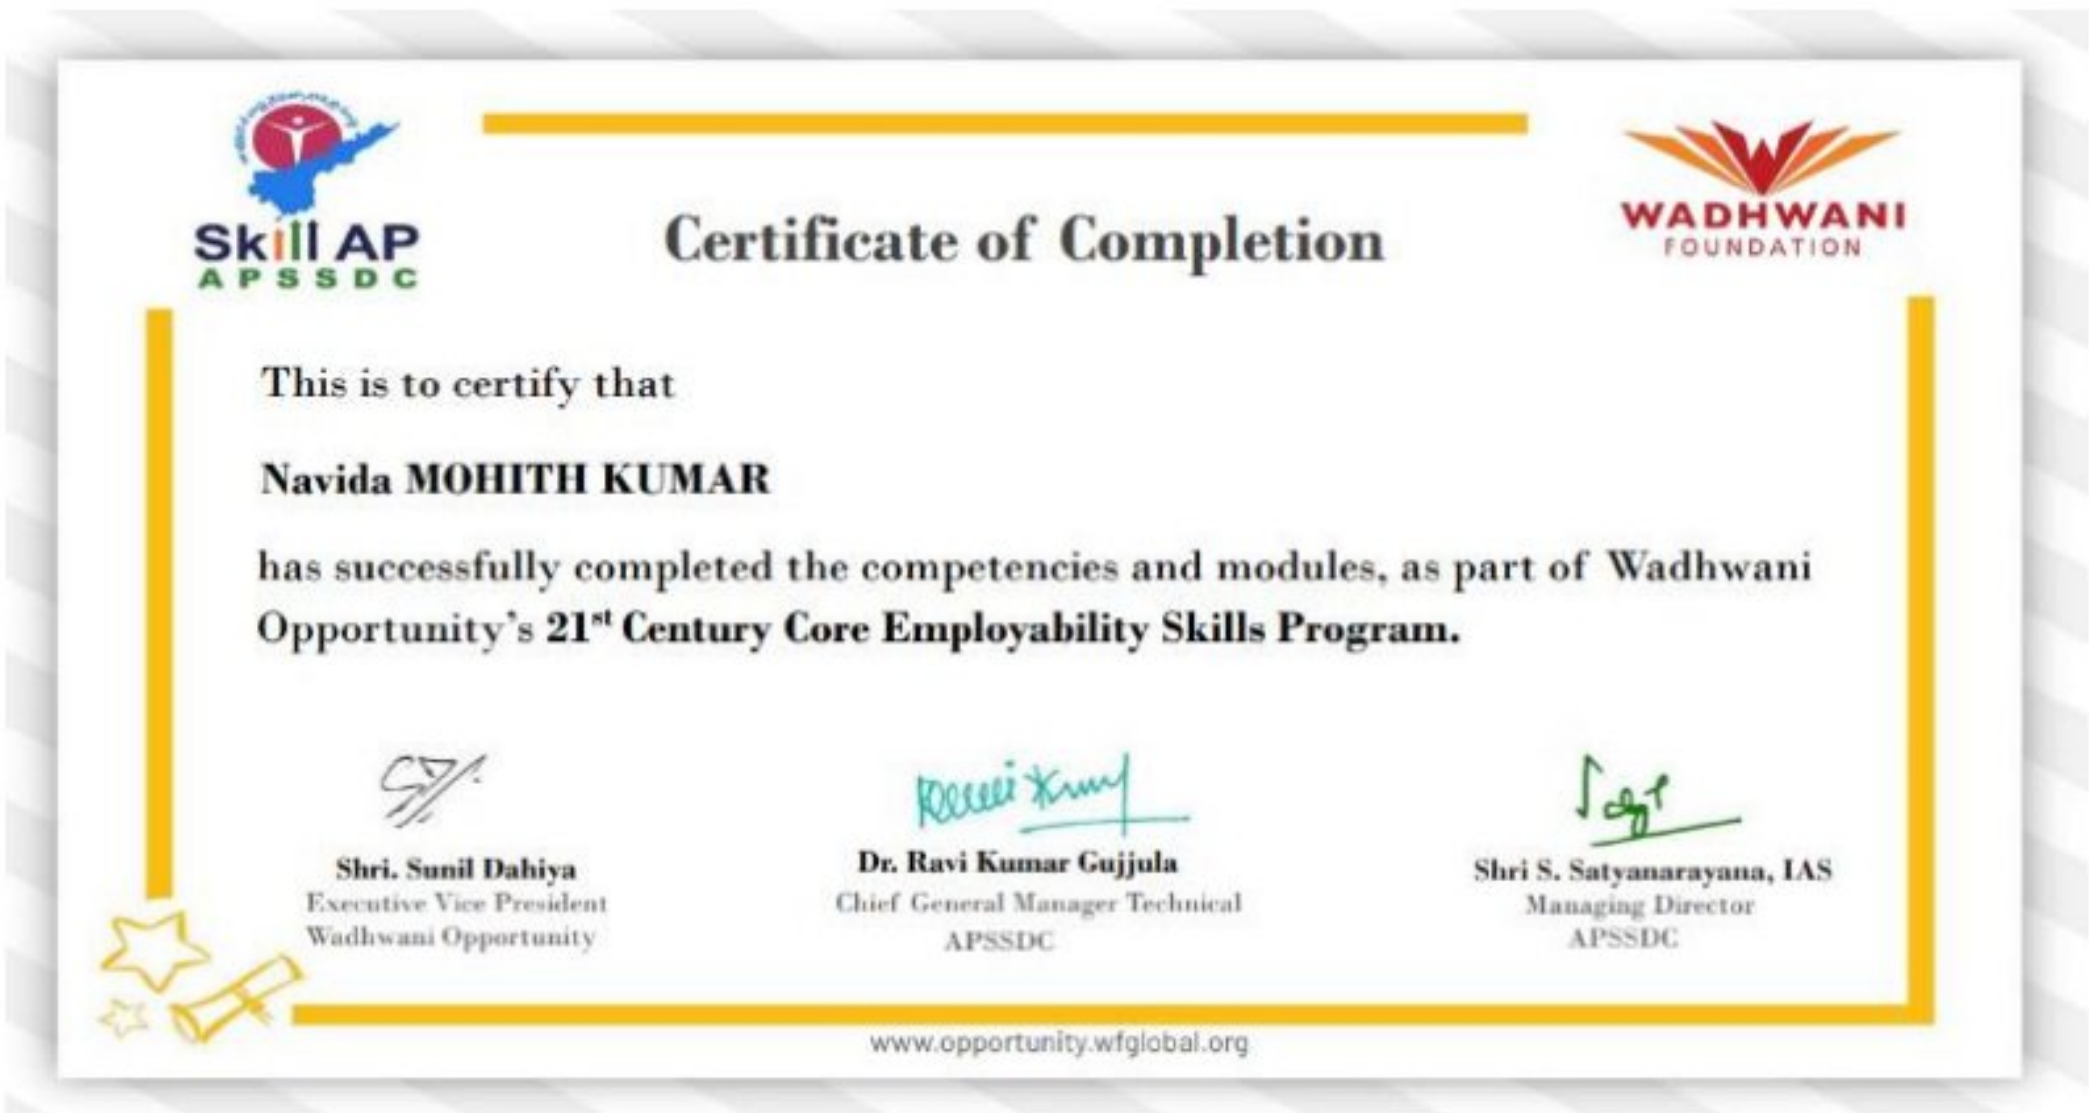 Skill AP
APSSDC
WADHWANI
FOUNDATION
Certificate of Completion
This is to certify that
Navida MOHITH KUMAR
has successfully completed the competencies and modules, as part of Wadhwani
Opportunity's 21st Century Core Employability Skills Program.
Shri. Sunil Dahiya
Executive Vice President
Wadhwani Opportunity
Dr. Ravi Kumar Gujjula
Chief General Manager Technical
APSSDC
Shri S. Satyanarayana, IAS
Managing Director
APSSDC
www.opportunity.wfglobal.org